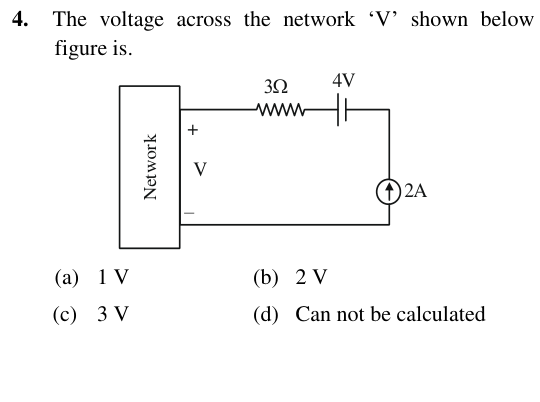 4. The voltage across the network ‘V’ shown below
figure is.
3Ω
4V
+
Network
V
2A
–
(a) 1 V
(b) 2 V
(c) 3 V
(d) Can not be calculated